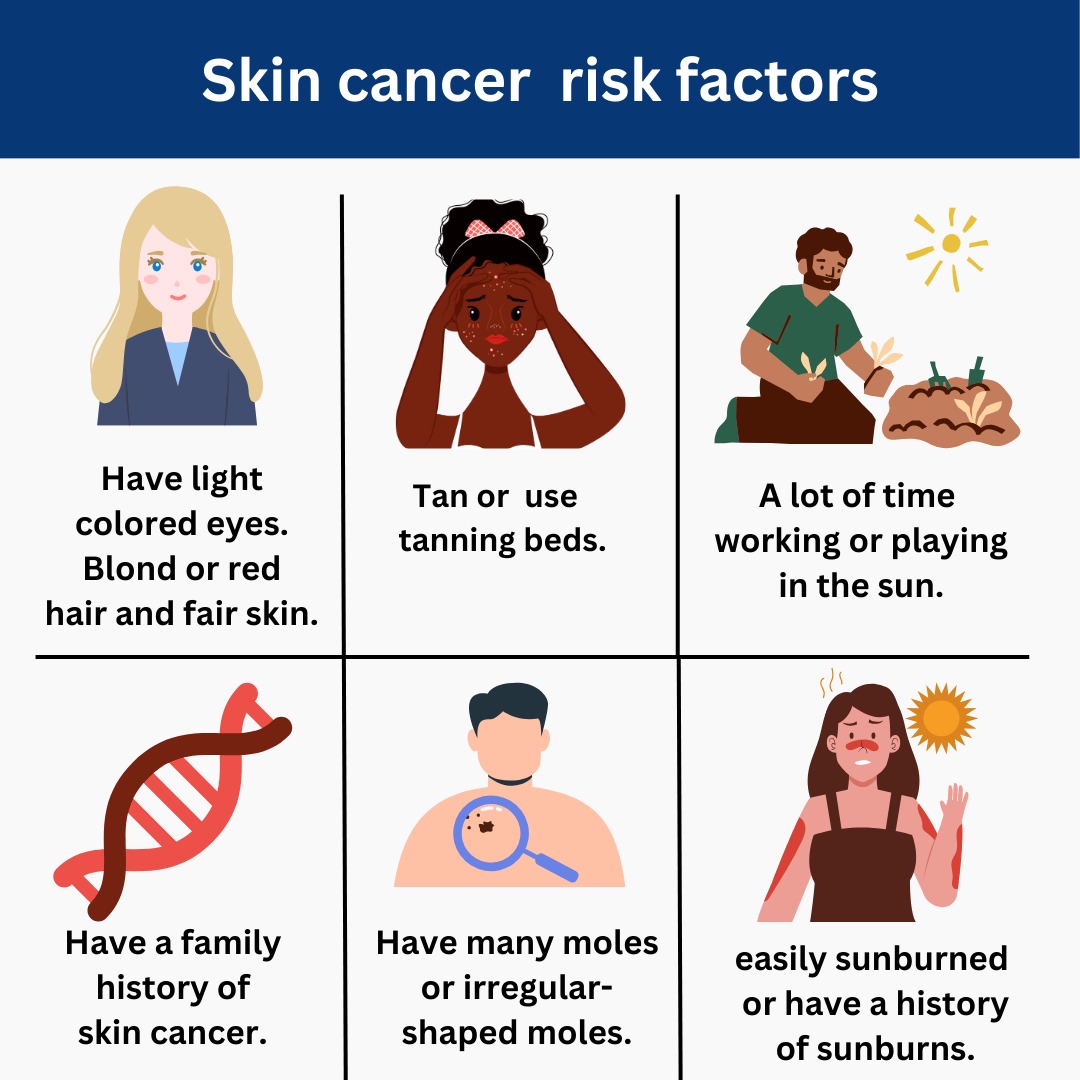 Skin cancer  risk factors
Have light
colored eyes.
Blond or red
hair and fair skin.
Tan or  use
tanning beds.
A lot of time
working or playing
in the sun.
Have a family
history of
skin cancer.
Have many moles
or irregular-
shaped moles.
easily sunburned
or have a history
of sunburns.